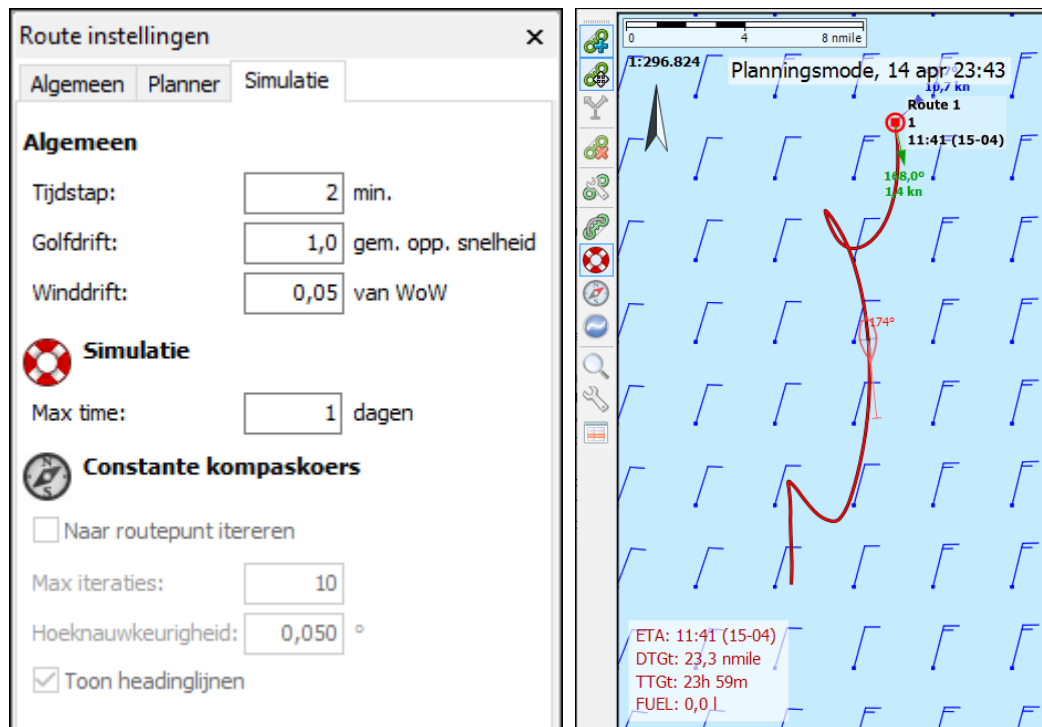 Route instellingen
Algemeen Planner Simulatie
Algemeen
Tijdstap: 2 min.
Golfdrift: 1,0 gem. opp. snelheid
Winddrift: 0,05 van WoW
Simulatie
Max time: 1 dagen
Constante kompaskoers
Naar routepunt itereren
Max iteraties: 10
Hoeknauwkeurigheid: 0,050 °
Toon headinglijnen
0 4 8 nmile
1:296.824
Planningsmode, 14 apr 23:43
10,7 kn
Route 1
1
11:41 (15-04)
168,0°
1,4 kn
174°
ETA: 11:41 (15-04)
DTGt: 23,3 nmile
TTGt: 23h 59m
FUEL: 0,0 l